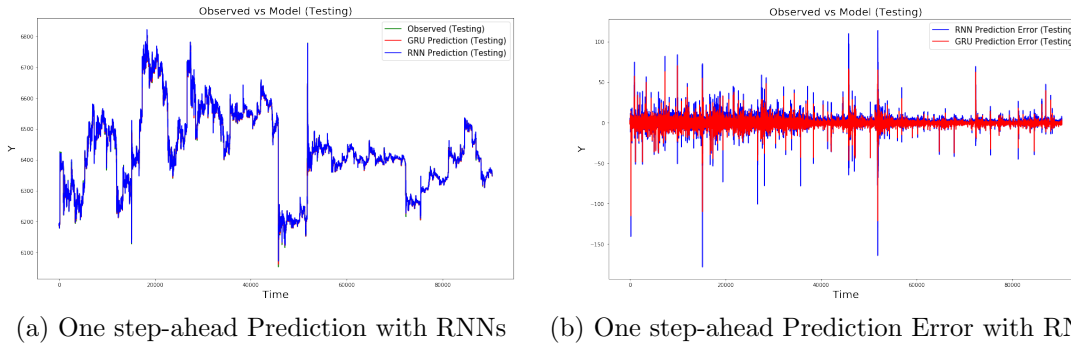 Observed vs Model (Testing)
Observed (Testing)
GRU Prediction (Testing)
RNN Prediction (Testing)
6800
6700
6600
6500
6400
6300
6200
6100
Y
0
20000
40000
60000
80000
Time
(a) One step-ahead Prediction with RNNs
Observed vs Model (Testing)
RNN Prediction Error (Testing
GRU Prediction Error (Testing
100
50
0
−50
−100
−150
Y
0
20000
40000
60000
80000
Time
(b) One step-ahead Prediction Error with RN